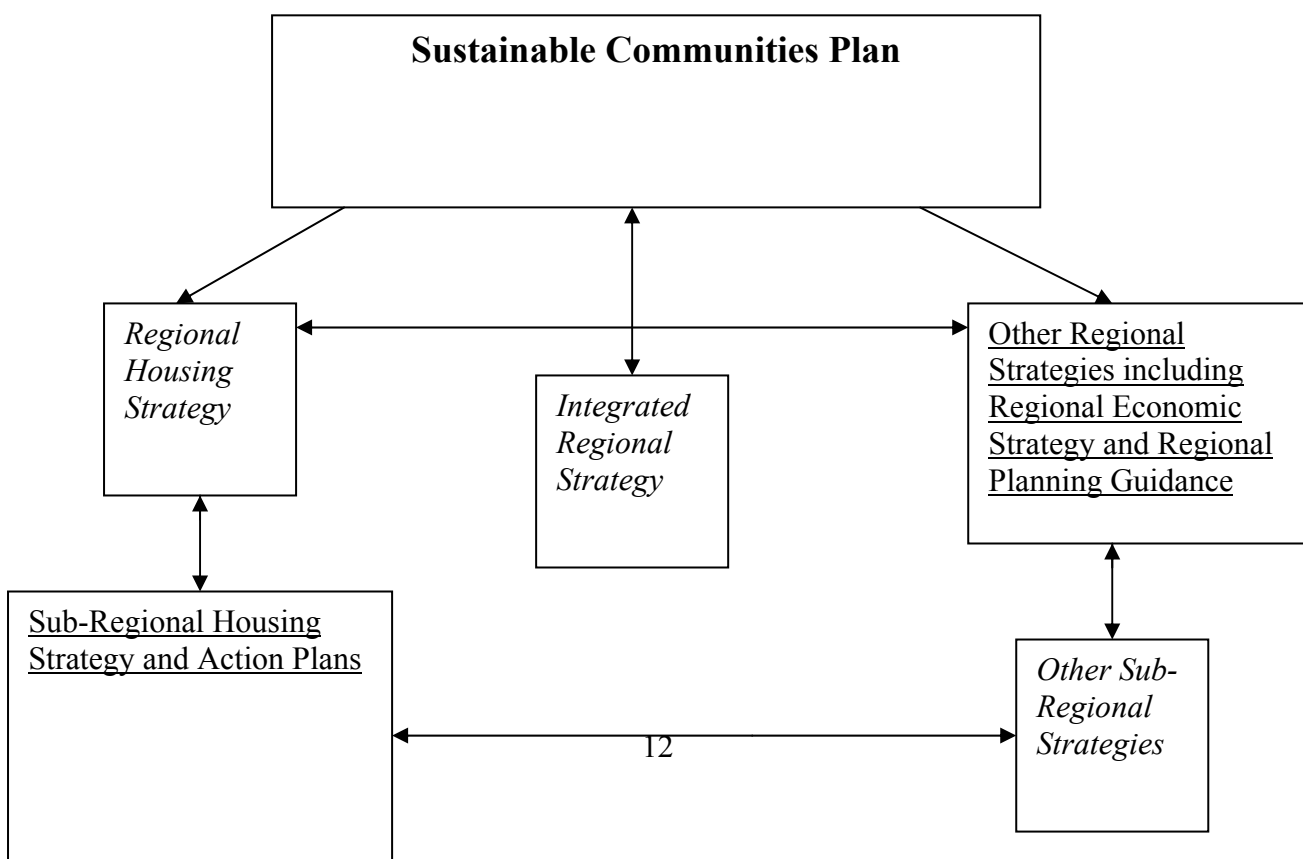 Sustainable Communities Plan
Regional
Housing
Strategy
Integrated
Regional
Strategy
Other Regional
Strategies including
Regional Economic
Strategy and Regional
Planning Guidance
Sub-Regional Housing
Strategy and Action Plans
Other Sub-
Regional
Strategies
12